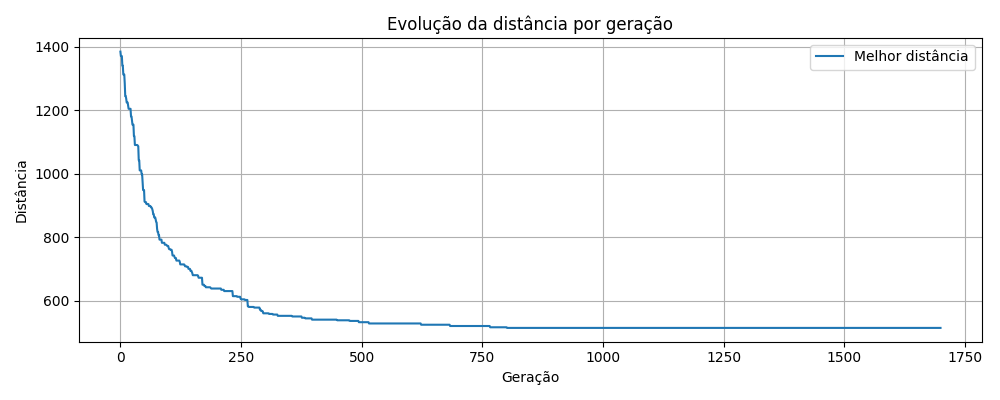 Evolução da distância por geração
Melhor distância
Distância
1400
1200
1000
800
600
0 250 500 750 1000 1250 1500 1750
Geração